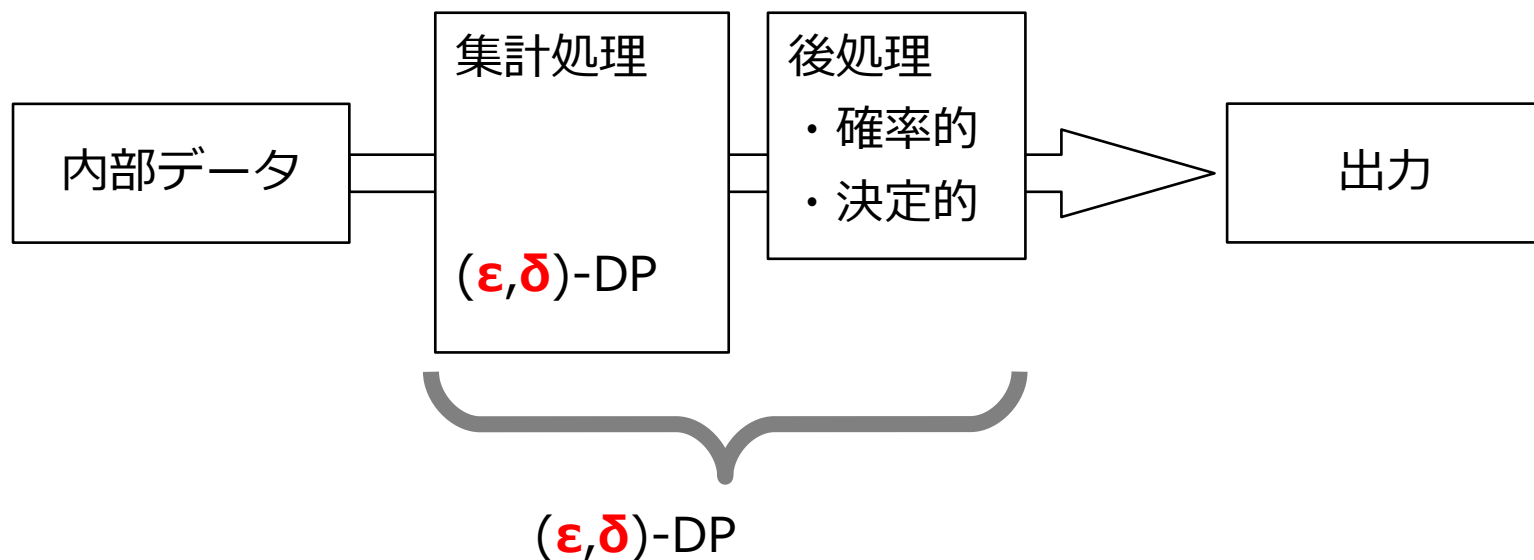 内部データ
集計処理
(ε,δ)-DP
後処理
・確率的
・決定的
出力
(ε,δ)-DP